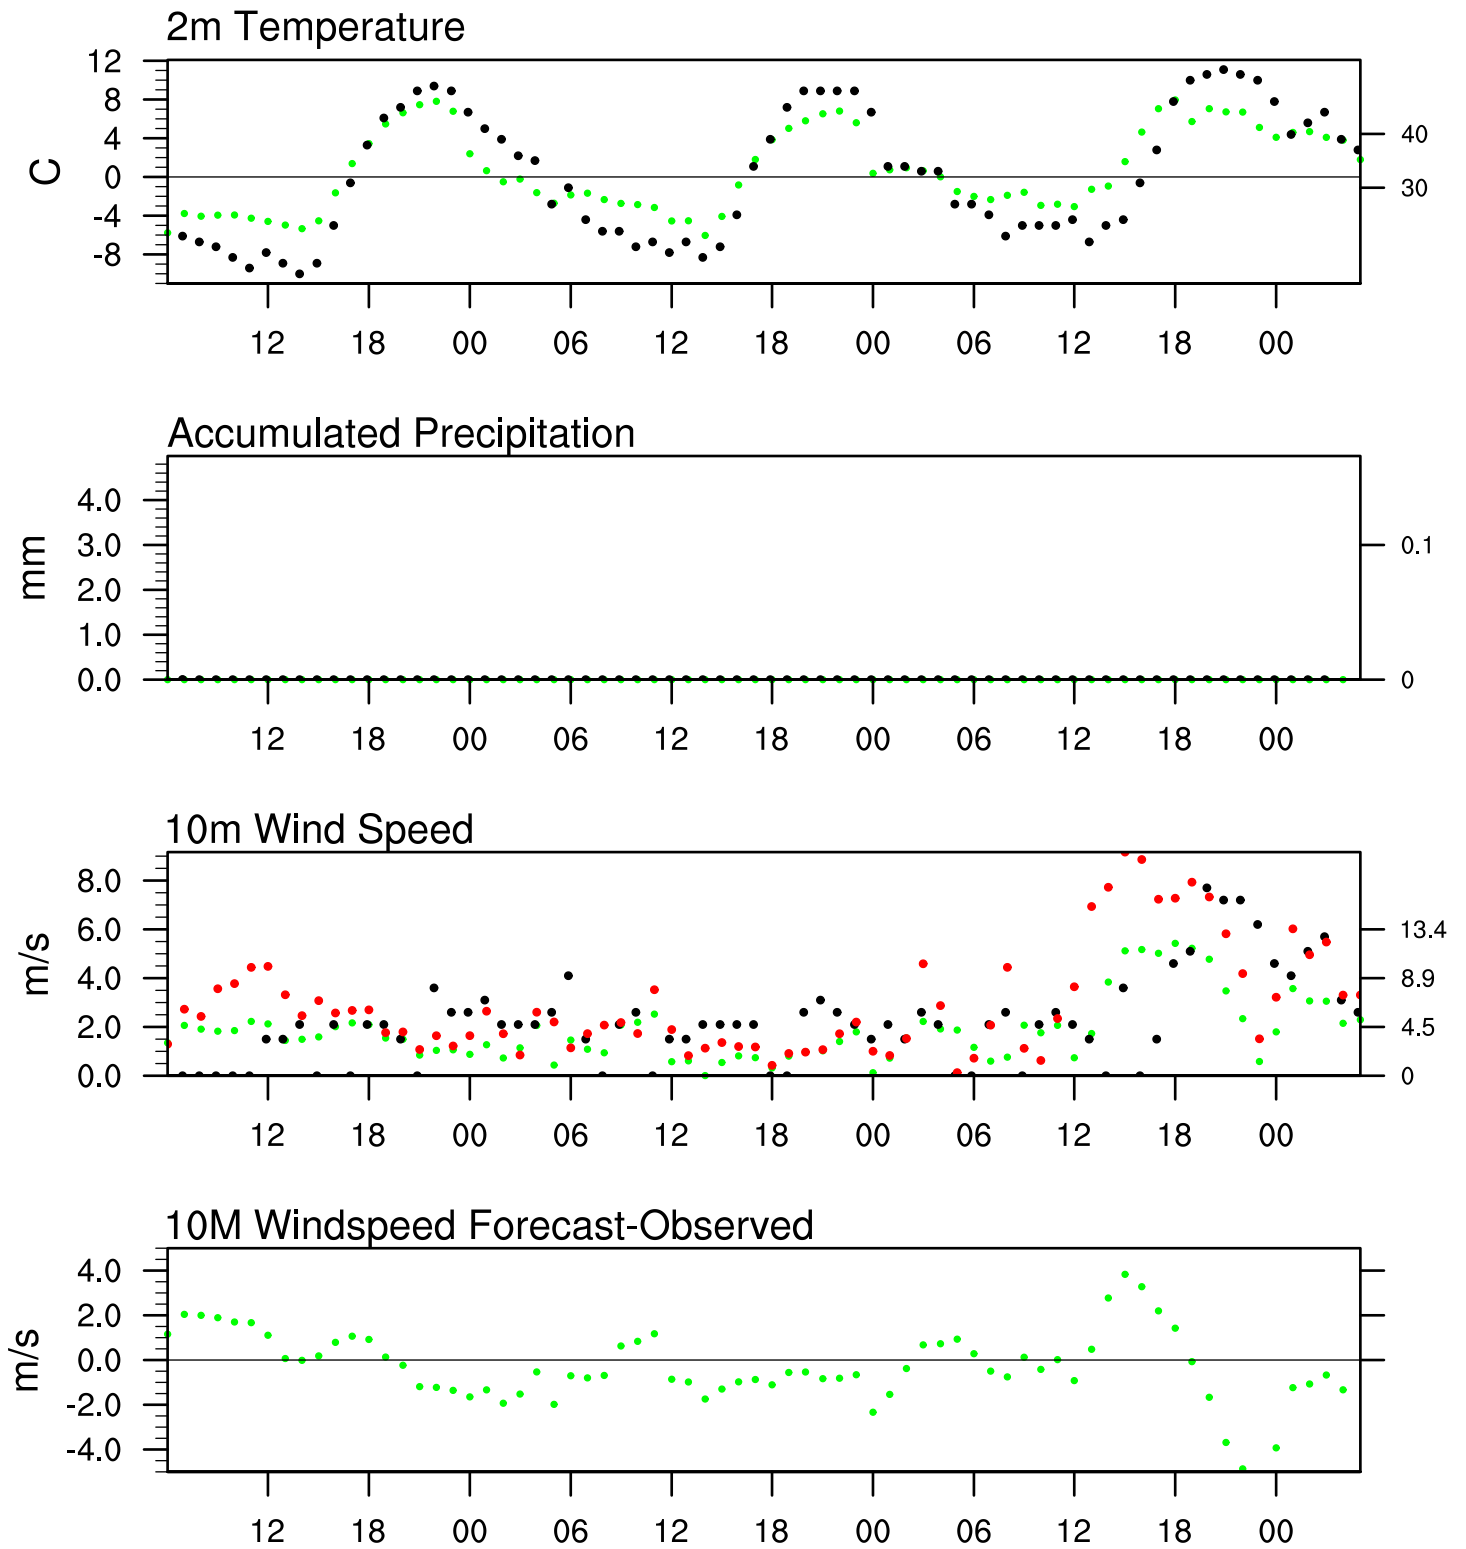 2m Temperature
12
8
4
0
-4
-8
C
40
30
12 18 00 06 12 18 00 06 12 18 00
Accumulated Precipitation
4.0
3.0
2.0
1.0
0.0
mm
0.1
0
12 18 00 06 12 18 00 06 12 18 00
10m Wind Speed
8.0
6.0
4.0
2.0
0.0
m/s
13.4
8.9
4.5
0
12 18 00 06 12 18 00 06 12 18 00
10M Windspeed Forecast-Observed
4.0
2.0
0.0
-2.0
-4.0
m/s
12 18 00 06 12 18 00 06 12 18 00